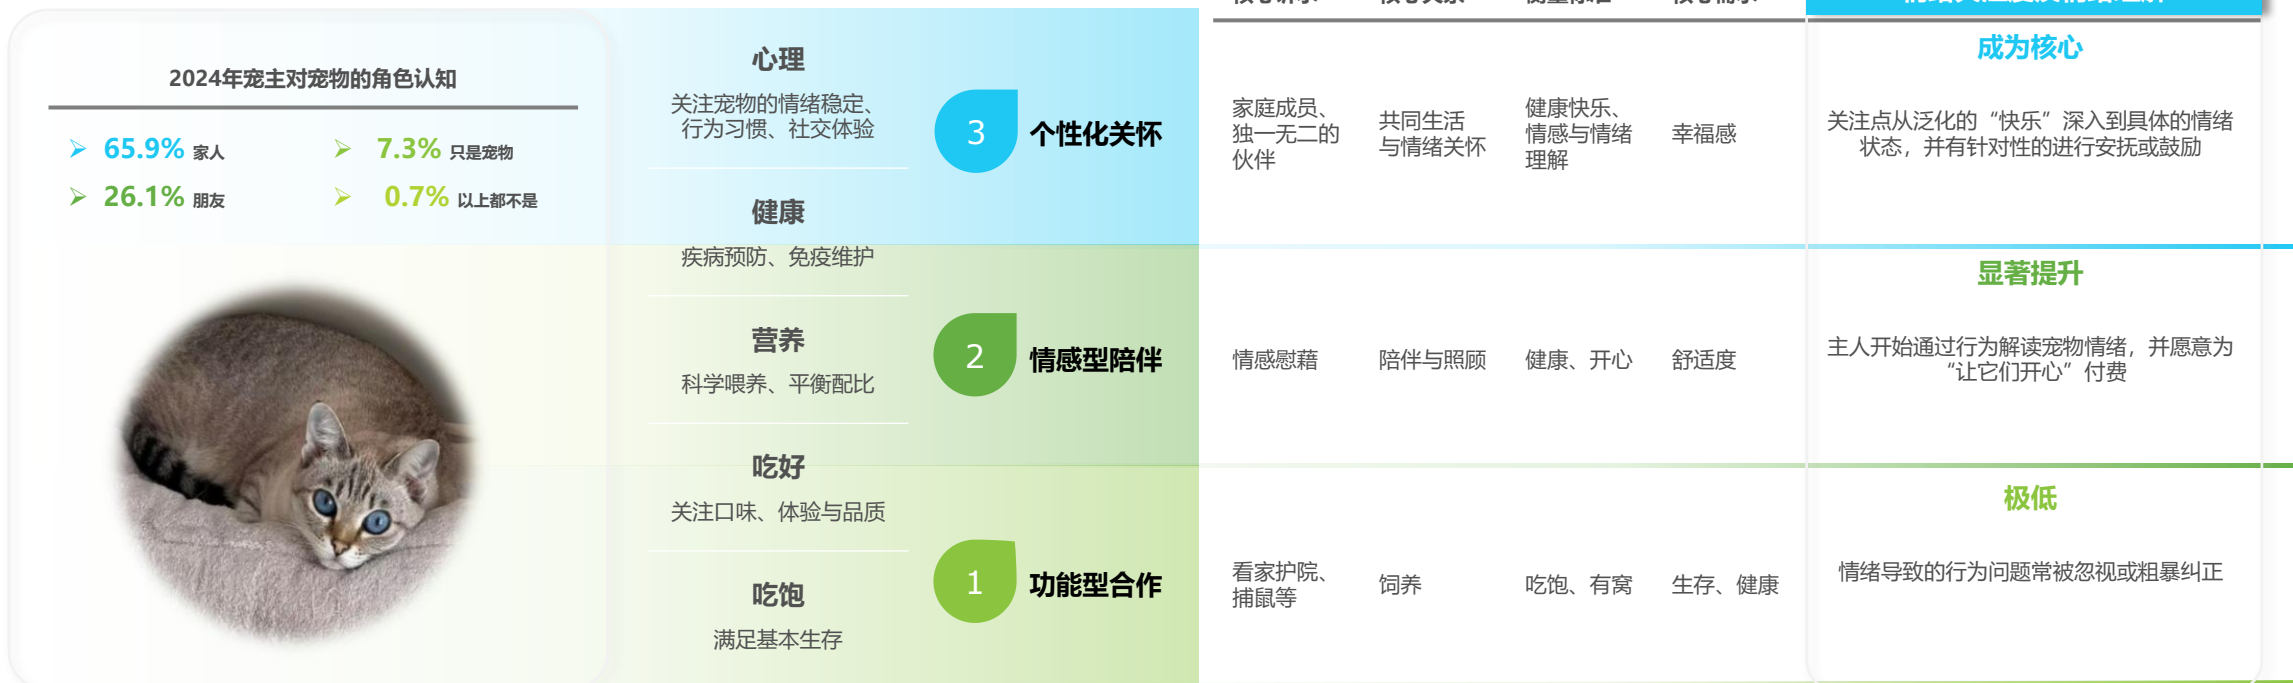 2024年宠主对宠物的角色认知
65.9% 家人
7.3% 只是宠物
26.1% 朋友
0.7% 以上都不是
心理
关注宠物的情绪稳定、
行为习惯、社交体验
健康
疾病预防、免疫维护
营养
科学喂养、平衡配比
吃好
关注口味、体验与品质
吃饱
满足基本生存
3 个性化关怀
家庭成员、
独一无二的
伙伴
共同生活
与情绪关怀
健康快乐、
情感与情绪
理解
幸福感
成为核心
关注点从泛化的“快乐”深入到具体的情绪
状态，并有针对性的进行安抚或鼓励
2 情感型陪伴
情感慰藉
陪伴与照顾
健康、开心
舒适度
显著提升
主人开始通过行为解读宠物情绪，并愿意为
“让它们开心”付费
1 功能型合作
看家护院、
捕鼠等
饲养
吃饱、有窝
生存、健康
极低
情绪导致的行为问题常被忽视或粗暴纠正